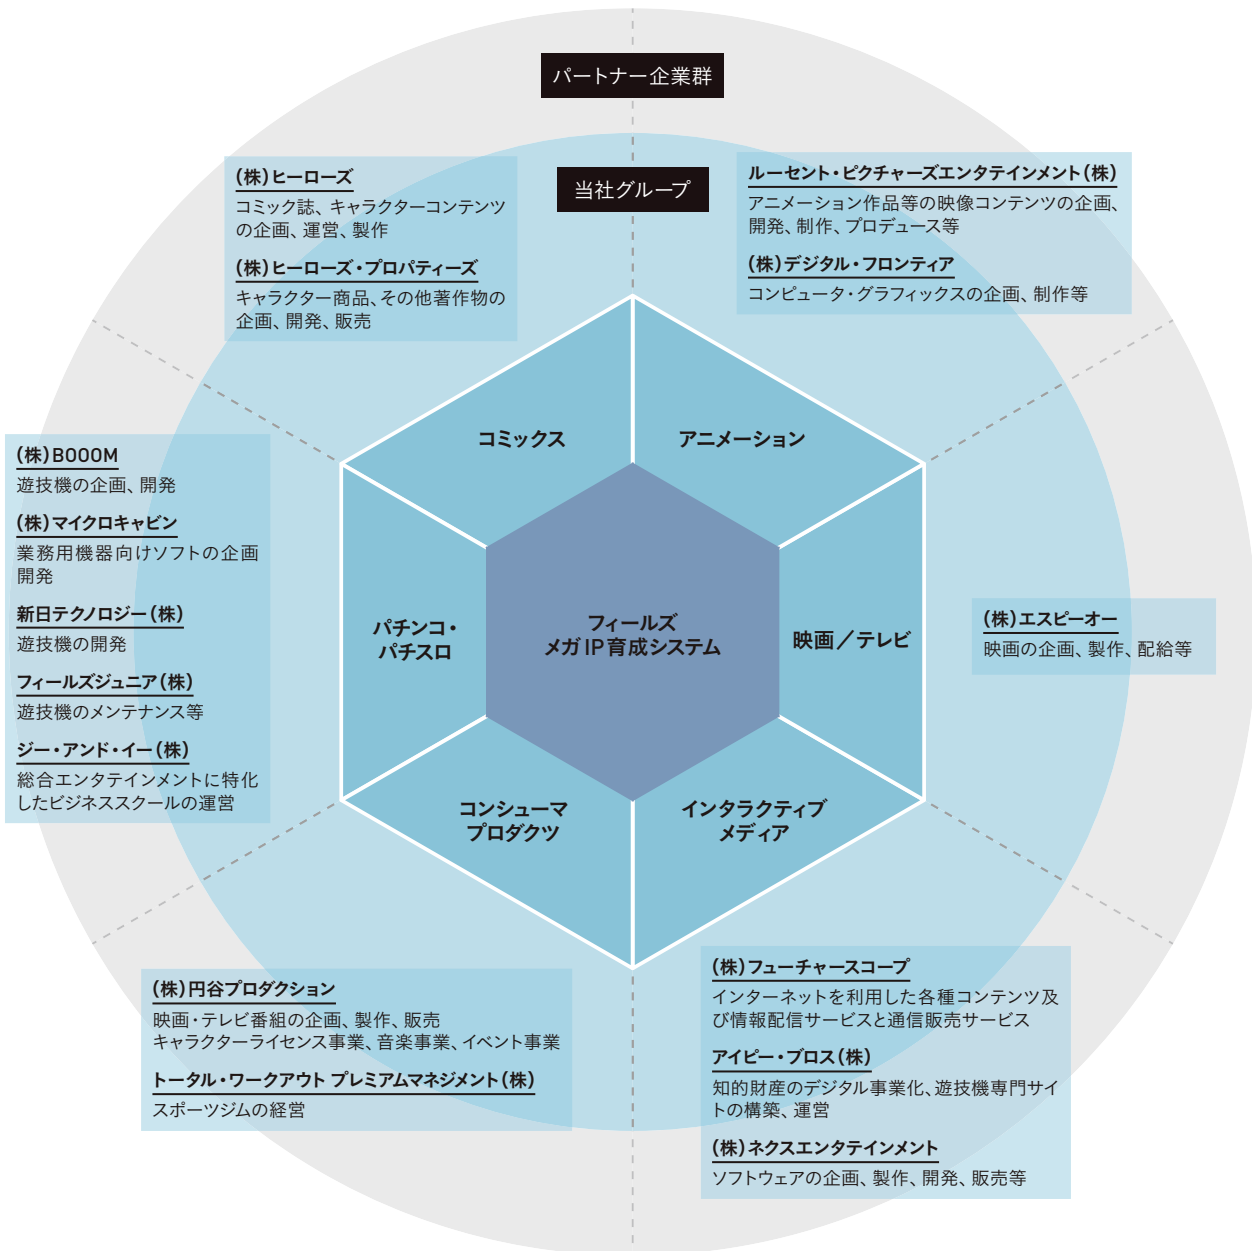 パートナー企業群
当社グループ
(株)ヒーローズ
コミック誌、キャラクターコンテンツ
の企画、運営、製作
(株)ヒーローズ・プロパティーズ
キャラクター商品、その他著作物の
企画、開発、販売
ルーセント・ピクチャーズエンタテインメント(株)
アニメーション作品等の映像コンテンツの企画、
開発、制作、プロデュース等
(株)デジタル・フロンティア
コンピュータ・グラフィックスの企画、制作等
コミックス
アニメーション
(株)BOOOM
遊技機の企画、開発
(株)マイクロキャビン
業務用機器向けソフトの企画
開発
新日テクノロジー(株)
遊技機の開発
フィールズジュニア(株)
遊技機のメンテナンス等
ジー・アンド・イー(株)
総合エンタテインメントに特化
したビジネススクールの運営
パチンコ・
パチスロ
フィールズ
メガIP育成システム
映画/テレビ
(株)エスピーオー
映画の企画、製作、配給等
コンシューマ
プロダクツ
インタラクティブ
メディア
(株)円谷プロダクション
映画・テレビ番組の企画、製作、販売
キャラクターライセンス事業、音楽事業、イベント事業
トータル・ワークアウト プレミアムマネジメント(株)
スポーツジムの経営
(株)フューチャースコープ
インターネットを利用した各種コンテンツ及
び情報配信サービスと通信販売サービス
アイピー・ブロス(株)
知的財産のデジタル事業化、遊技機専門サイ
トの構築、運営
(株)ネクスエンタテインメント
ソフトウェアの企画、製作、開発、販売等